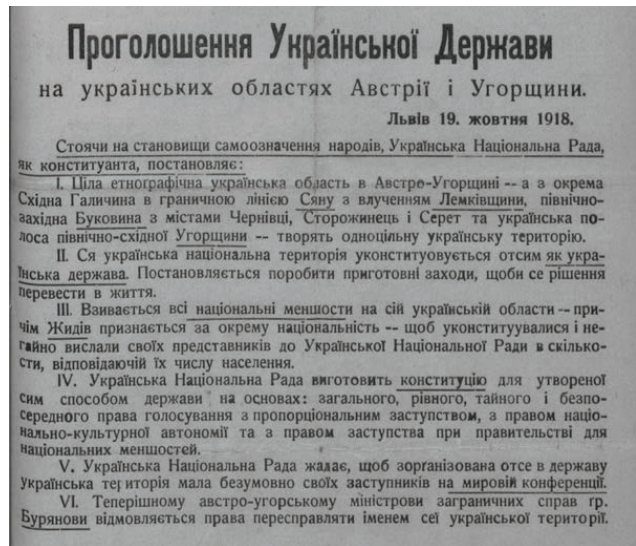 Проголошення Української Держави
на українських областях Австрії і Угорщини.
Львів 19. жовтня 1918.
Стоячи на становищи самоозначення народів, Українська Національна Рада,
як конституанта, постановляє:
I. Ціла етноґрафічна українська область в Австро-Угорщині -- а з окрема
Східна Галичина в граничною лінією Сяну з влученням Лемківщини, північно-
західна Буковина з містами Чернівці, Сторожинець і Серет та українська по-
лоса північно-східної Угорщини -- творять одноцільну українську територію.
II. Ся українська національна територія уконституовується отсим як укра-
їнська держава. Постановляється поробити приготовні заходи, щоби се рішення
перевести в життя.
III. Взивається всі національні меншости на сій українській области -- при-
чім Жидів признається за окрему національність -- щоб уконституувалися і не-
гайно вислали своїх представників до Української Національної Ради в скілько-
сти, відповідаючій їх числу населення.
IV. Українська Національна Рада виготовить конституцію для утвореної
сим способом держави на основах: загального, рівного, тайного і безпо-
середного права голосування з пропорціональним заступством, з правом націо-
нально-культурної автономії та з правом заступства при правительстві для
національних меншостей.
V. Українська Національна Рада жадає, щоб зорґанізована отсе в державу
Українська територія мала безумовно своїх заступників на мировій конференції.
VI. Теперішному австро-угорському міністрови заграничних справ ґр.
Бурянови відмовляється права пересправляти іменем сеї української території.